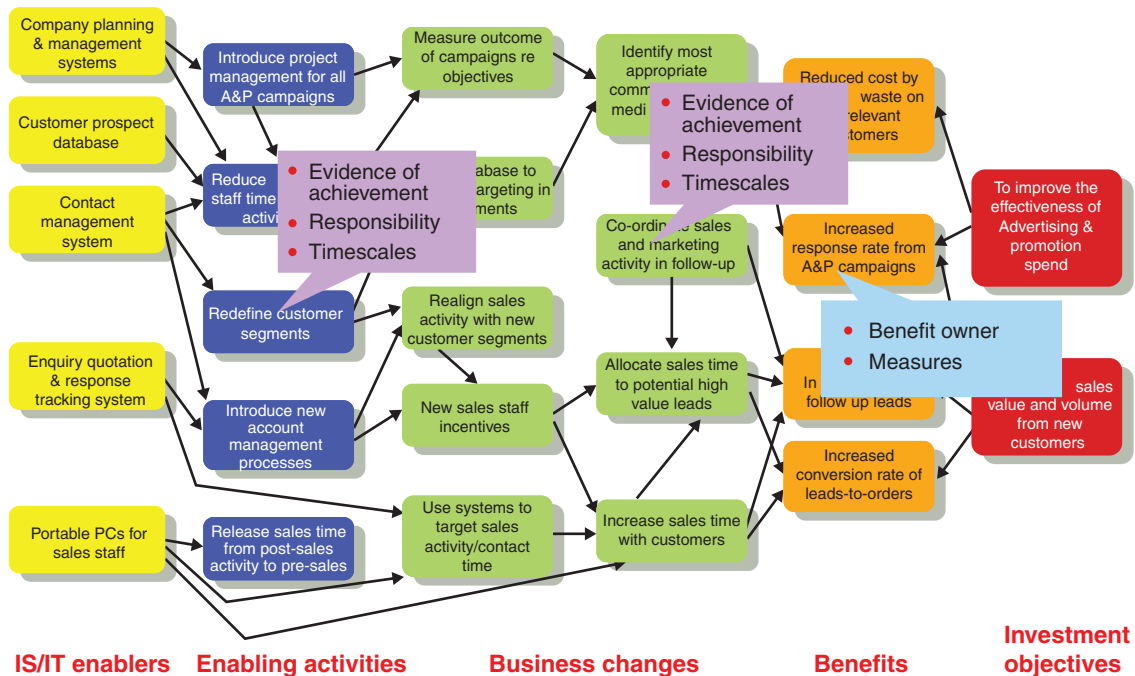 Company planning
& management
systems
Customer prospect
database
Contact
management
system
Enquiry quotation
& response
tracking system
Portable PCs for
sales staff
Introduce project
management for all
A&P campaigns
Reduce
staff time
Redefine customer
segments
Introduce new
account
management
processes
Release sales time
from post-sales
activity to pre-sales
• Evidence of
achievement
• Responsibility
• Timescales
Measure outcome
of campaigns re
objectives
to
targeting in
Realign sales
activity with new
customer segments
New sales staff
incentives
Use systems to
target sales
activity/contact
time
Identify most
appropriate
Co-ordinate sales
and marketing
activity in follow-up
Allocate sales time
to potential high
value leads
Increase sales time
with customers
• Evidence of
achievement
• Responsibility
• Timescales
Reduced cost by
waste on
Increased
response rate from
A&P campaigns
In
follow up leads
Increased
conversion rate of
leads-to-orders
• Benefit owner
• Measures
To improve the
effectiveness of
Advertising &
promotion
spend
sales
value and volume
from new
customers
IS/IT enablers
Enabling activities
Business changes
Benefits
Investment
objectives